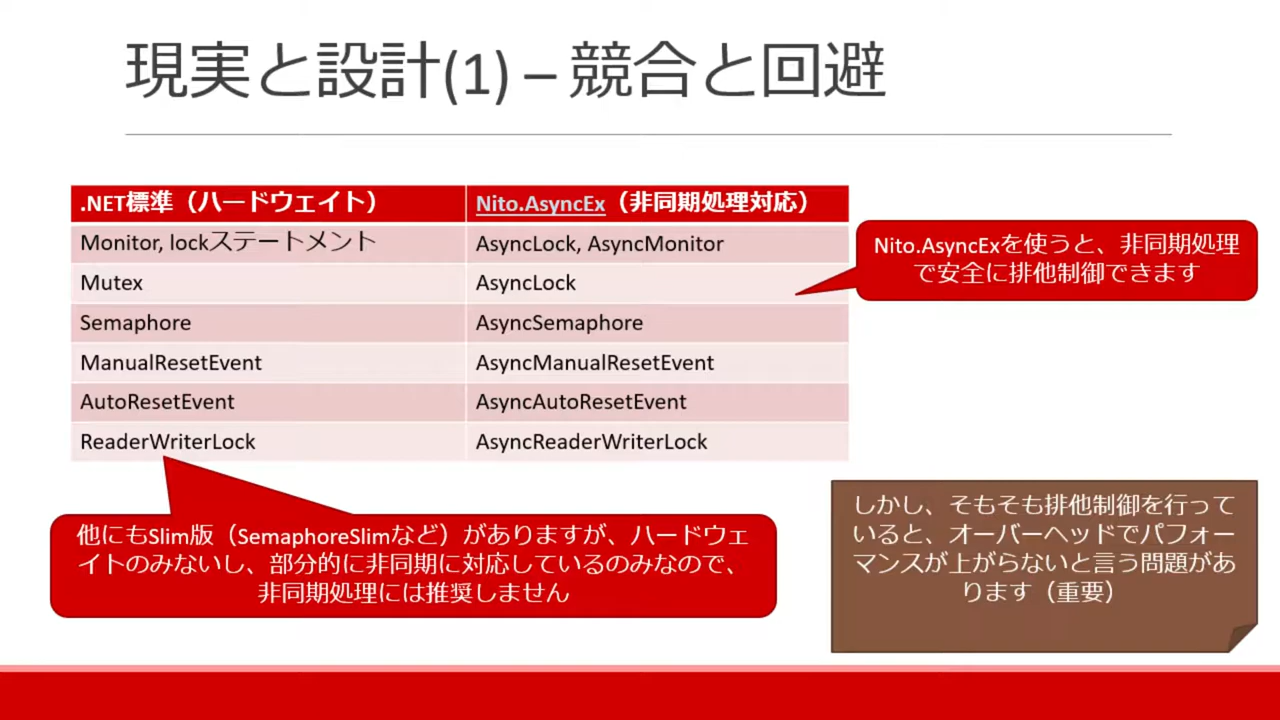 現実と設計(1) – 競合と回避
.NET標準（ハードウェイト）
Nito.AsyncEx（非同期処理対応）
Monitor, lockステートメント
AsyncLock, AsyncMonitor
Mutex
AsyncLock
Semaphore
AsyncSemaphore
ManualResetEvent
AsyncManualResetEvent
AutoResetEvent
AsyncAutoResetEvent
ReaderWriterLock
AsyncReaderWriterLock
Nito.AsyncExを使うと、非同期処理
で安全に排他制御できます
他にもSlim版（SemaphoreSlimなど）がありますが、ハードウェ
イトのみないし、部分的に非同期に対応しているのみなので、
非同期処理には推奨しません
しかし、そもそも排他制御を行って
いると、オーバーヘッドでパフォー
マンスが上がらないと言う問題があ
ります（重要）